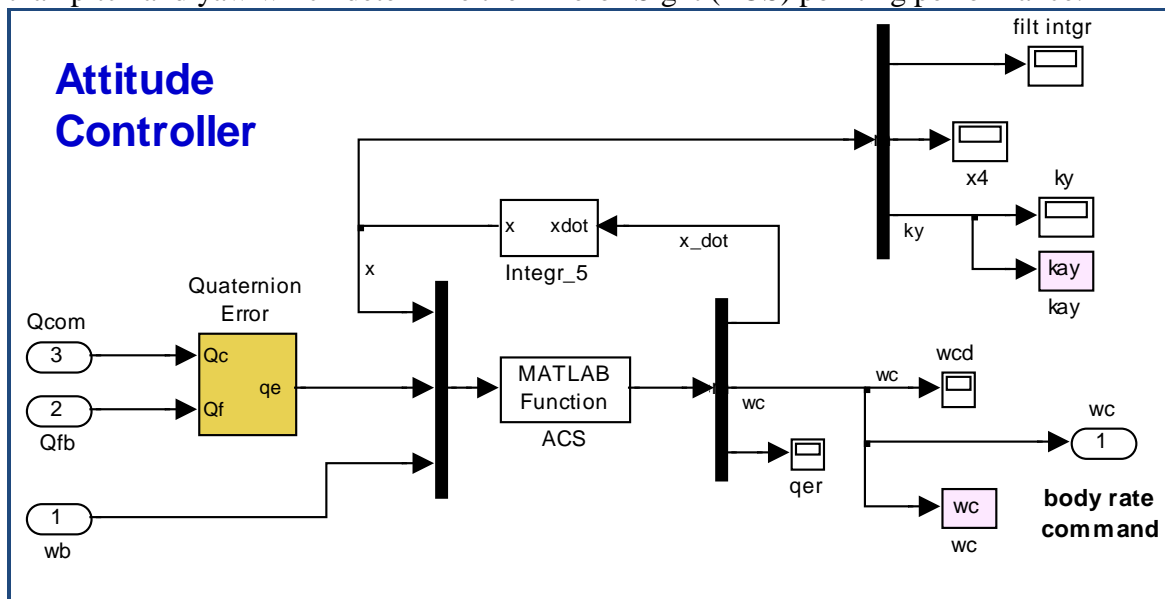 Attitude
Controller
filt intgr
x4
ky
ky
kay
kay
x
xdot
Integr_5
x_dot
x
Quaternion
Error
Qcom
3
Qc
qe
Qf
2
Qfb
MATLAB
Function
ACS
wc
wc
wcd
wc
1
qer
wc
wc
body rate
command
1
wb